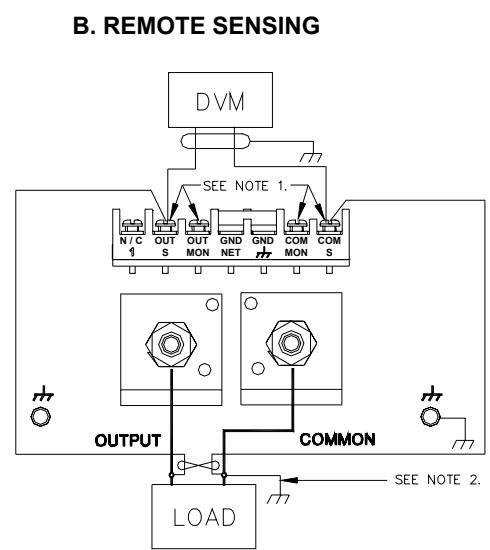 B. REMOTE SENSING
DVM
SEE NOTE 1.
N / C OUT OUT GND GND COM COM
1 S MON NET MON S
OUTPUT COMMON
SEE NOTE 2.
LOAD